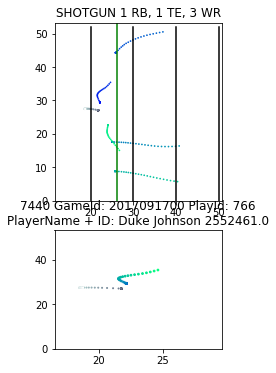 SHOTGUN 1 RB, 1 TE, 3 WR
50
40
30
20
10
0
20 30 40 50
7440 GameId: 2017091700 PlayId: 766
PlayerName + ID: Duke Johnson 2552461.0
40
20
0
20 25